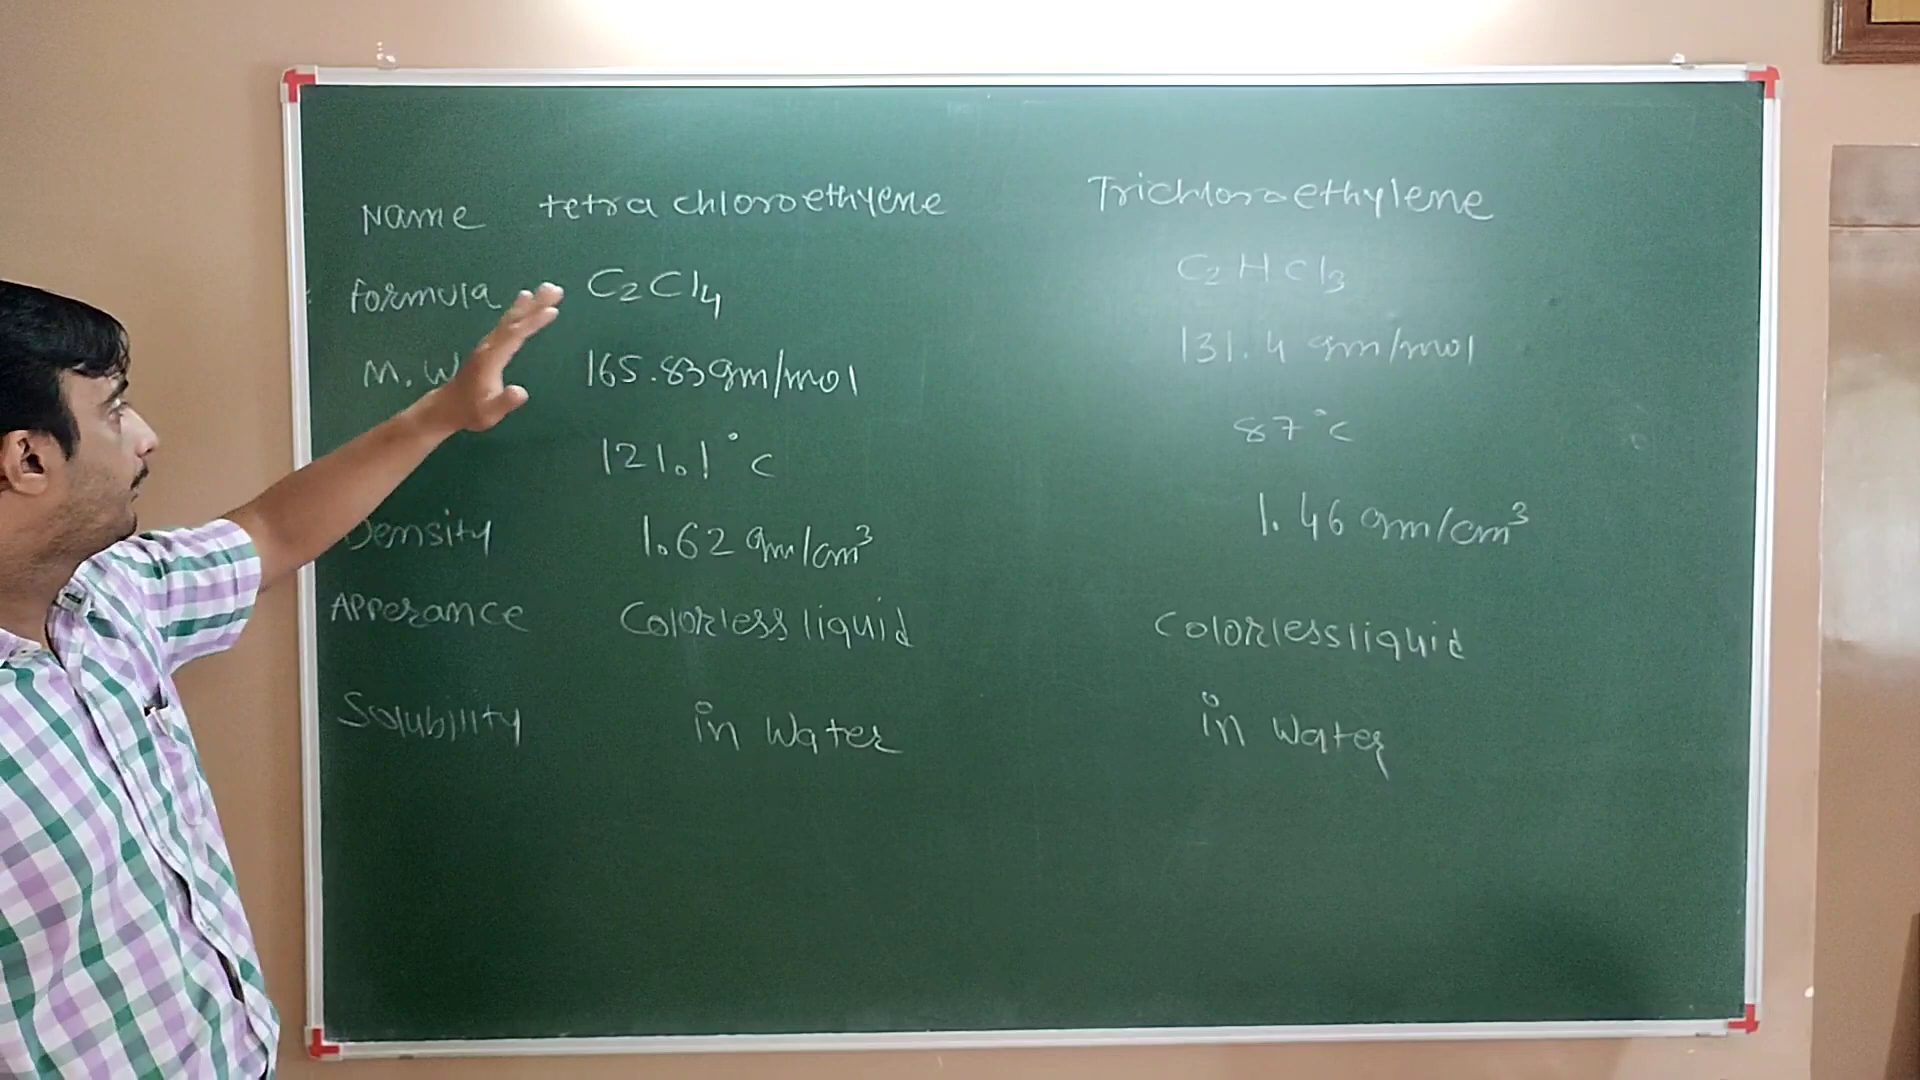 Name tetra chloroethyene Trichloroethylene
Formula C2Cl4 C2HCl3
M.W 165.83gm/mol 131.4 gm/mol
121.1°c 87°c
Density 1.62 gm/cm³ 1.46 gm/cm³
Apperance Colorless liquid Colorless liquid
Solubility in water in water